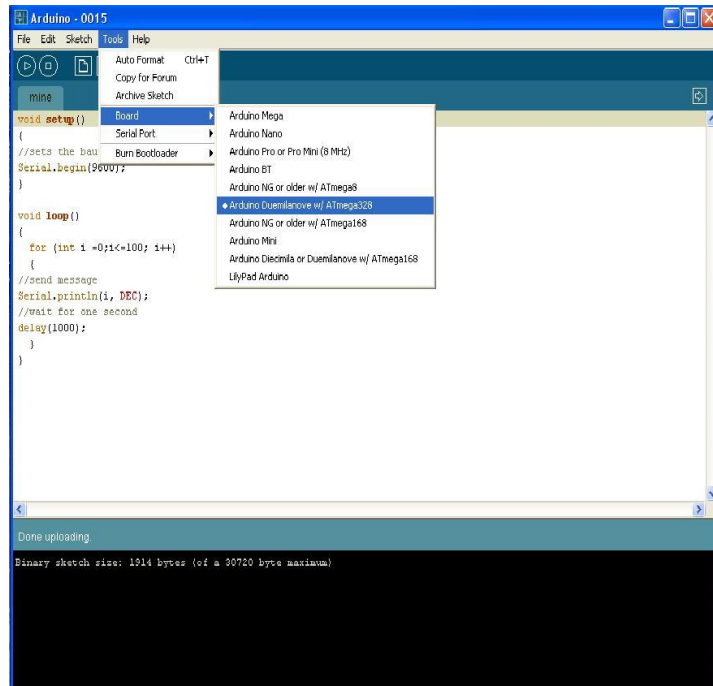 Arduino - 0015
File Edit Sketch Tools Help
Auto Format Ctrl+T
Copy for Forum
Archive Sketch
Board
Serial Port
Burn Bootloader
Arduino Mega
Arduino Nano
Arduino Pro or Pro Mini (8 MHz)
Arduino BT
Arduino NG or older w/ ATmega8
Arduino Duemilanove w/ ATmega328
Arduino NG or older w/ ATmega168
Arduino Mini
Arduino Diecimila or Duemilanove w/ ATmega168
LilyPad Arduino
mine
void setup()
{
//sets the bau
Serial.begin(9600);
}
void loop()
{
for (int i =0;i<=100; i++)
{
//send message
Serial.println(i, DEC);
//wait for one second
delay(1000);
}
}
Done uploading.
Binary sketch size: 1914 bytes (of a 30720 byte maximum)